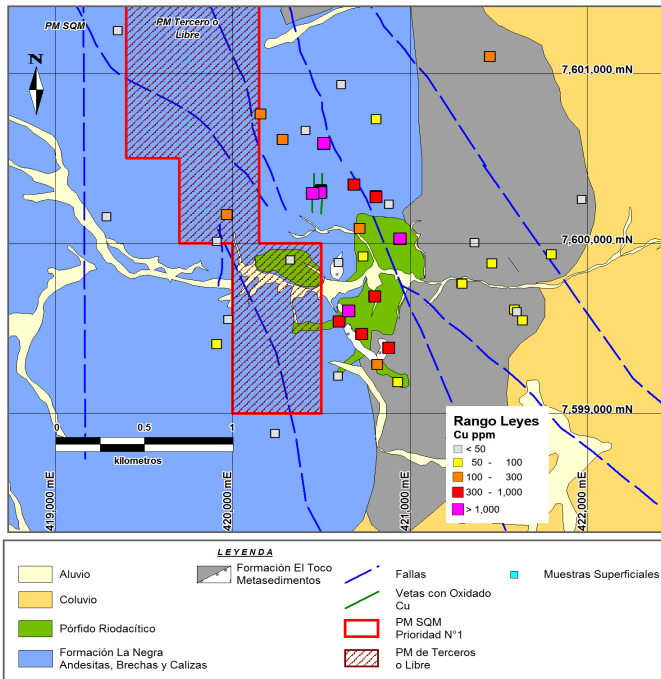 PM SQM
PM Tercero o
Libre
N
7,601,000 mN
7,600,000 mN
7,599,000 mN
0 0.5 1
kilometros
419,000 mE
420,000 mE
421,000 mE
422,000 mE
Rango Leyes
Cu ppm
< 50
50 - 100
100 - 300
300 - 1,000
> 1,000
LEYENDA
Aluvio
Coluvio
Pórfido Riodacítico
Formación La Negra
Andesitas, Brechas y Calizas
Formación El Toco
Metasedimentos
Fallas
Vetas con Oxidado
Cu
PM SQM
Prioridad N°1
PM de Terceros
o Libre
Muestras Superficiales